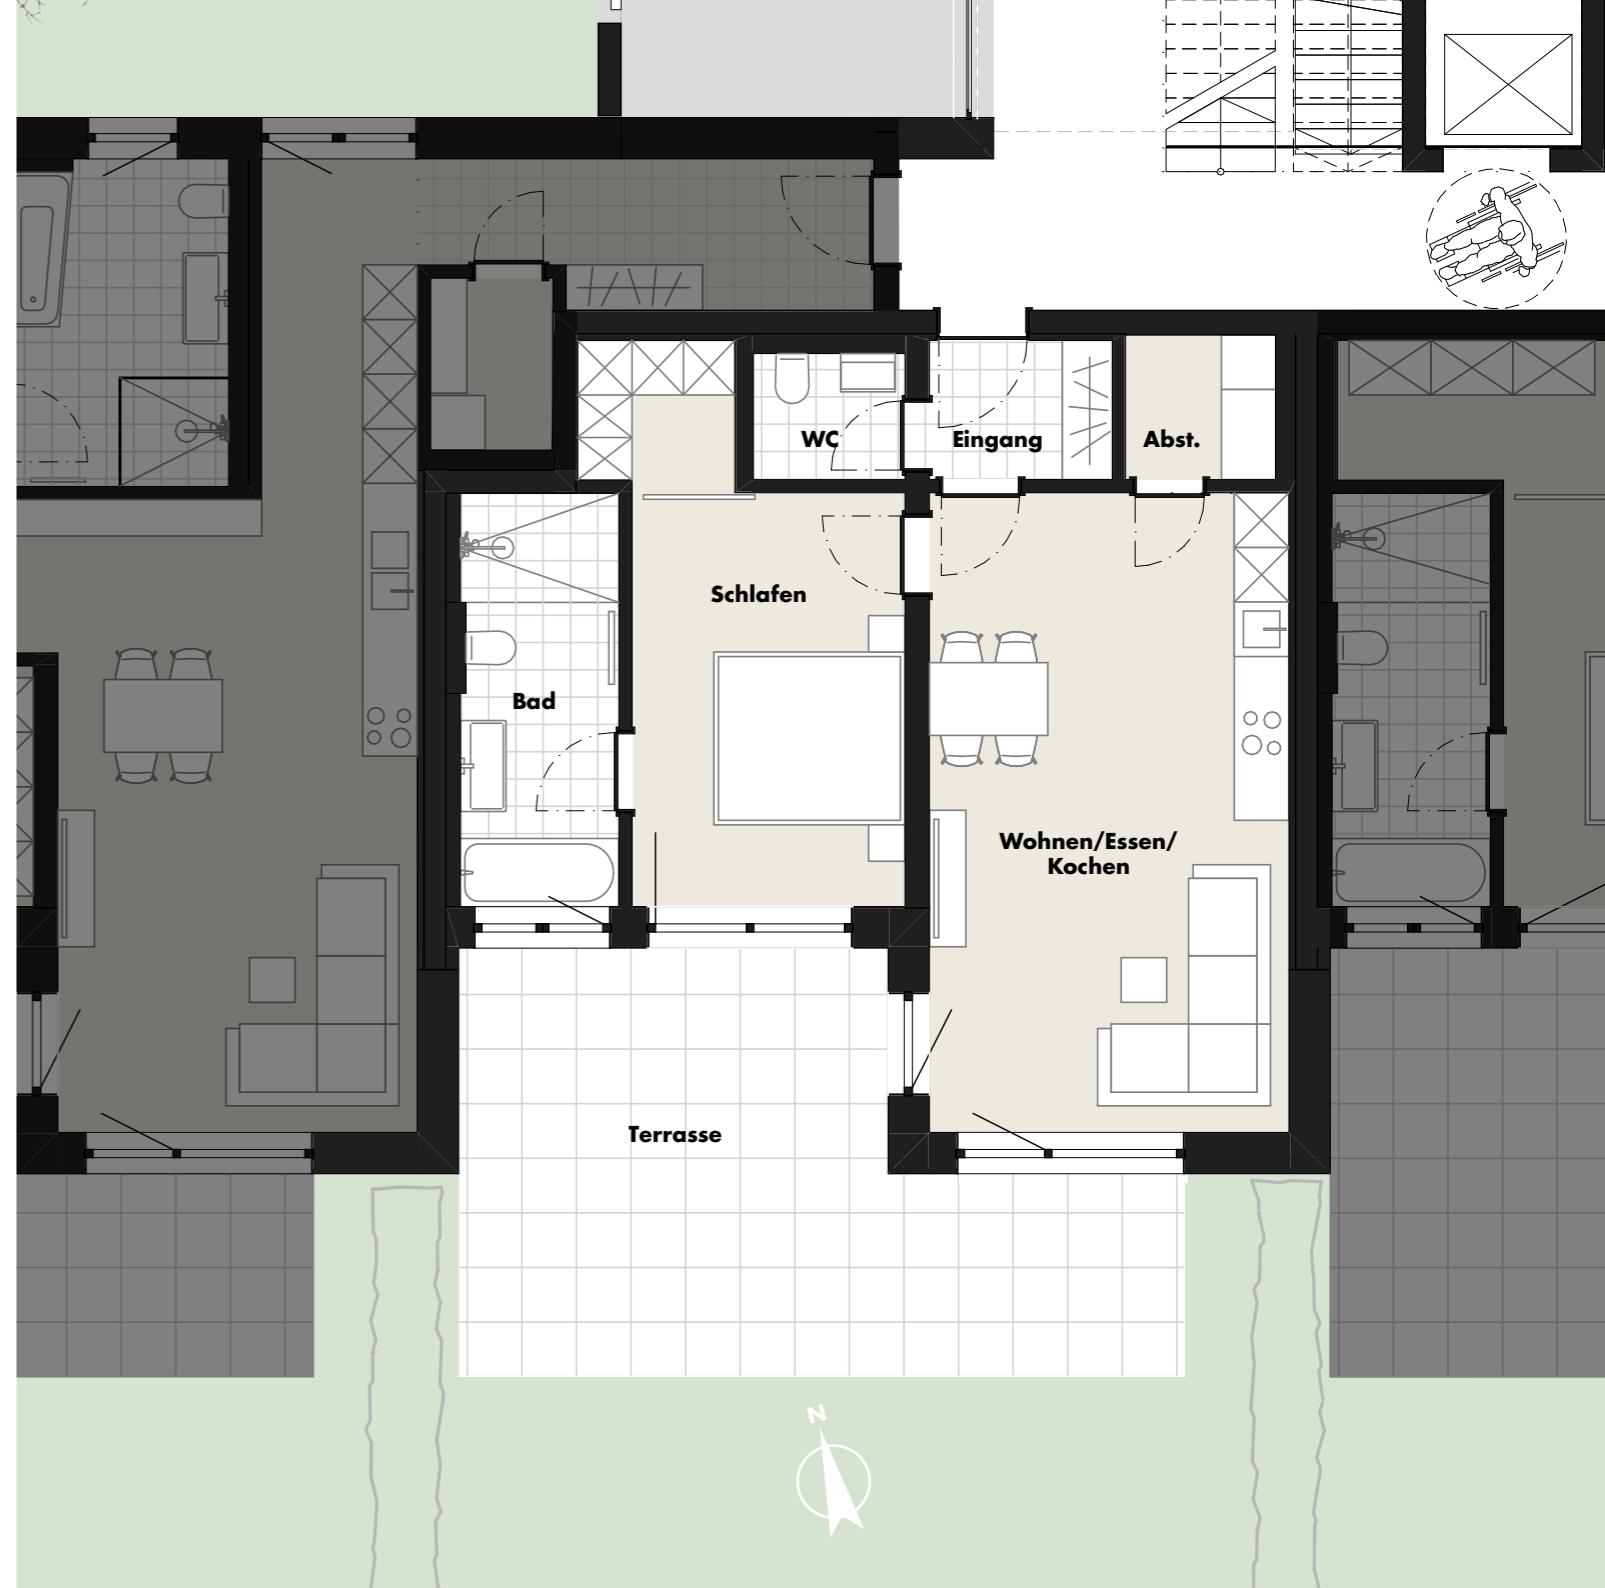 WC
Eingang
Abst.
Schlafen
Bad
Wohnen/Essen/
Kochen
Terrasse
N